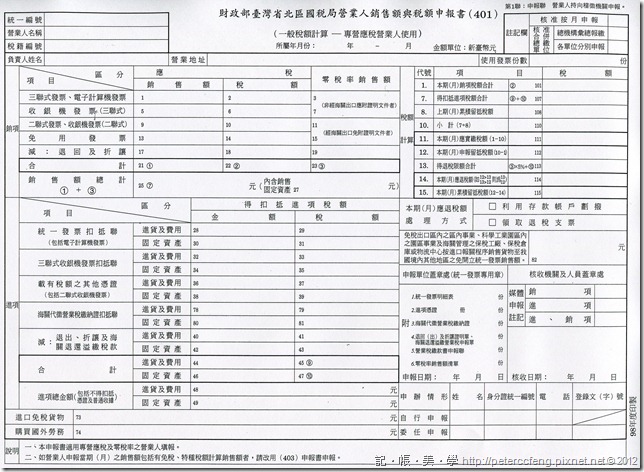 第1聯：申報聯 營業人持向稽徵機關申報。
財政部臺灣省北區國稅局營業人銷售額與稅額申報書(401)
(一般稅額計算—專營應稅營業人使用)
所屬年月份： 年 － 月 金額單位：新臺幣元
統一編號
營業人名稱
稅籍編號
註記欄
核准按月申報
核准合併總繳單位
總機構彙總報繳
各單位分別申報
負責人姓名 營業地址 使用發票份數 份
項目 區分 應稅 零稅率銷售額
銷項
三聯式發票、電子計算機發票 1 2 3
(非經海關出口應附證明文件者)
收銀機發票(三聯式) 5 6 7
二聯式發票、收銀機發票(二聯式) 9 10 11
(經海關出口免附證明文件者)
免用發票 13 14 15
減：退回及折讓 17 18 19
合計 21① 22② 23③
銷售額總計
①＋③
25⑦ 元 (內含銷售固定資產 27 元)
代號 項目 稅額
稅額計算
1. 本期(月)銷項稅額合計 ② 101
7. 得扣抵進項稅額合計 ⑨＋⑩ 107
8. 上期(月)累積留抵稅額 108
10. 小計(7+8) 110
11. 本期(月)應實繳稅額(1-10) 111
12. 本期(月)申報留抵稅額(10-1) 112
13. 得退稅限額合計 ③×5%+⑩ 113
14. 本期(月)應退稅額 114
15. 本期(月)累積留抵稅額(12-14) 115
本期(月)應退稅額處理方式
□ 利用存款帳戶劃撥
□ 領取退稅支票
項目 區分 得扣抵進項稅額
金額 稅額
進項
統一發票扣抵聯
(包括電子計算機發票)
進貨及費用 28 29
固定資產 30 31
三聯式收銀機發票扣抵聯
進貨及費用 32 33
固定資產 34 35
載有稅額之其他憑證
(包括二聯式收銀機發票)
進貨及費用 36 37
固定資產 38 39
海關代徵營業稅繳納證扣抵聯
進貨及費用 78 79
固定資產 80 81
減：退出、折讓及海關退還溢繳稅款
進貨及費用 40 41
固定資產 42 43
合計
進貨及費用 44 45⑨
固定資產 46 47⑩
進項總金額(包括不得扣抵憑證及普通收據)
進貨及費用 48 元
固定資產 49 元
進口免稅貨物 73 元
購買國外勞務 74 元
免稅出口區內之區內事業、科學工業園區內之園區事業及海關管理之保稅工廠、保稅倉庫或物流中心按進口報關程序銷售貨物至我國境內其他地區之免開立統一發票銷售額。 82 元
申報單位蓋章處(統一發票專用章)
核收機關及人員蓋章處
附
1.統一發票明細表 份
2.進項憑證 冊 份
3.海關代徵營業稅繳納證 份
4.退回(出)及折讓證明單、海關退還溢繳營業稅申報單 份
5.營業稅繳款書申報聯 份
6.零稅率銷售額清單 份
媒體申報註記
銷項
進項
進、銷項
申報日期： 年 月 日
核收日期： 年 月 日
申辦情形 姓名 身分證統一編號 電話 登錄文(字)號
自行申報
委任申報
說明
一、本申報書適用專營應稅及零稅率之營業人填報。
二、如營業人申報當期(月)之銷售額包括有免稅、特種稅額計算銷售額者，請改用(403)申報書申報。
98年度印製
記‧帳‧美‧學 http://peterccfeng.pixnet.net©2012